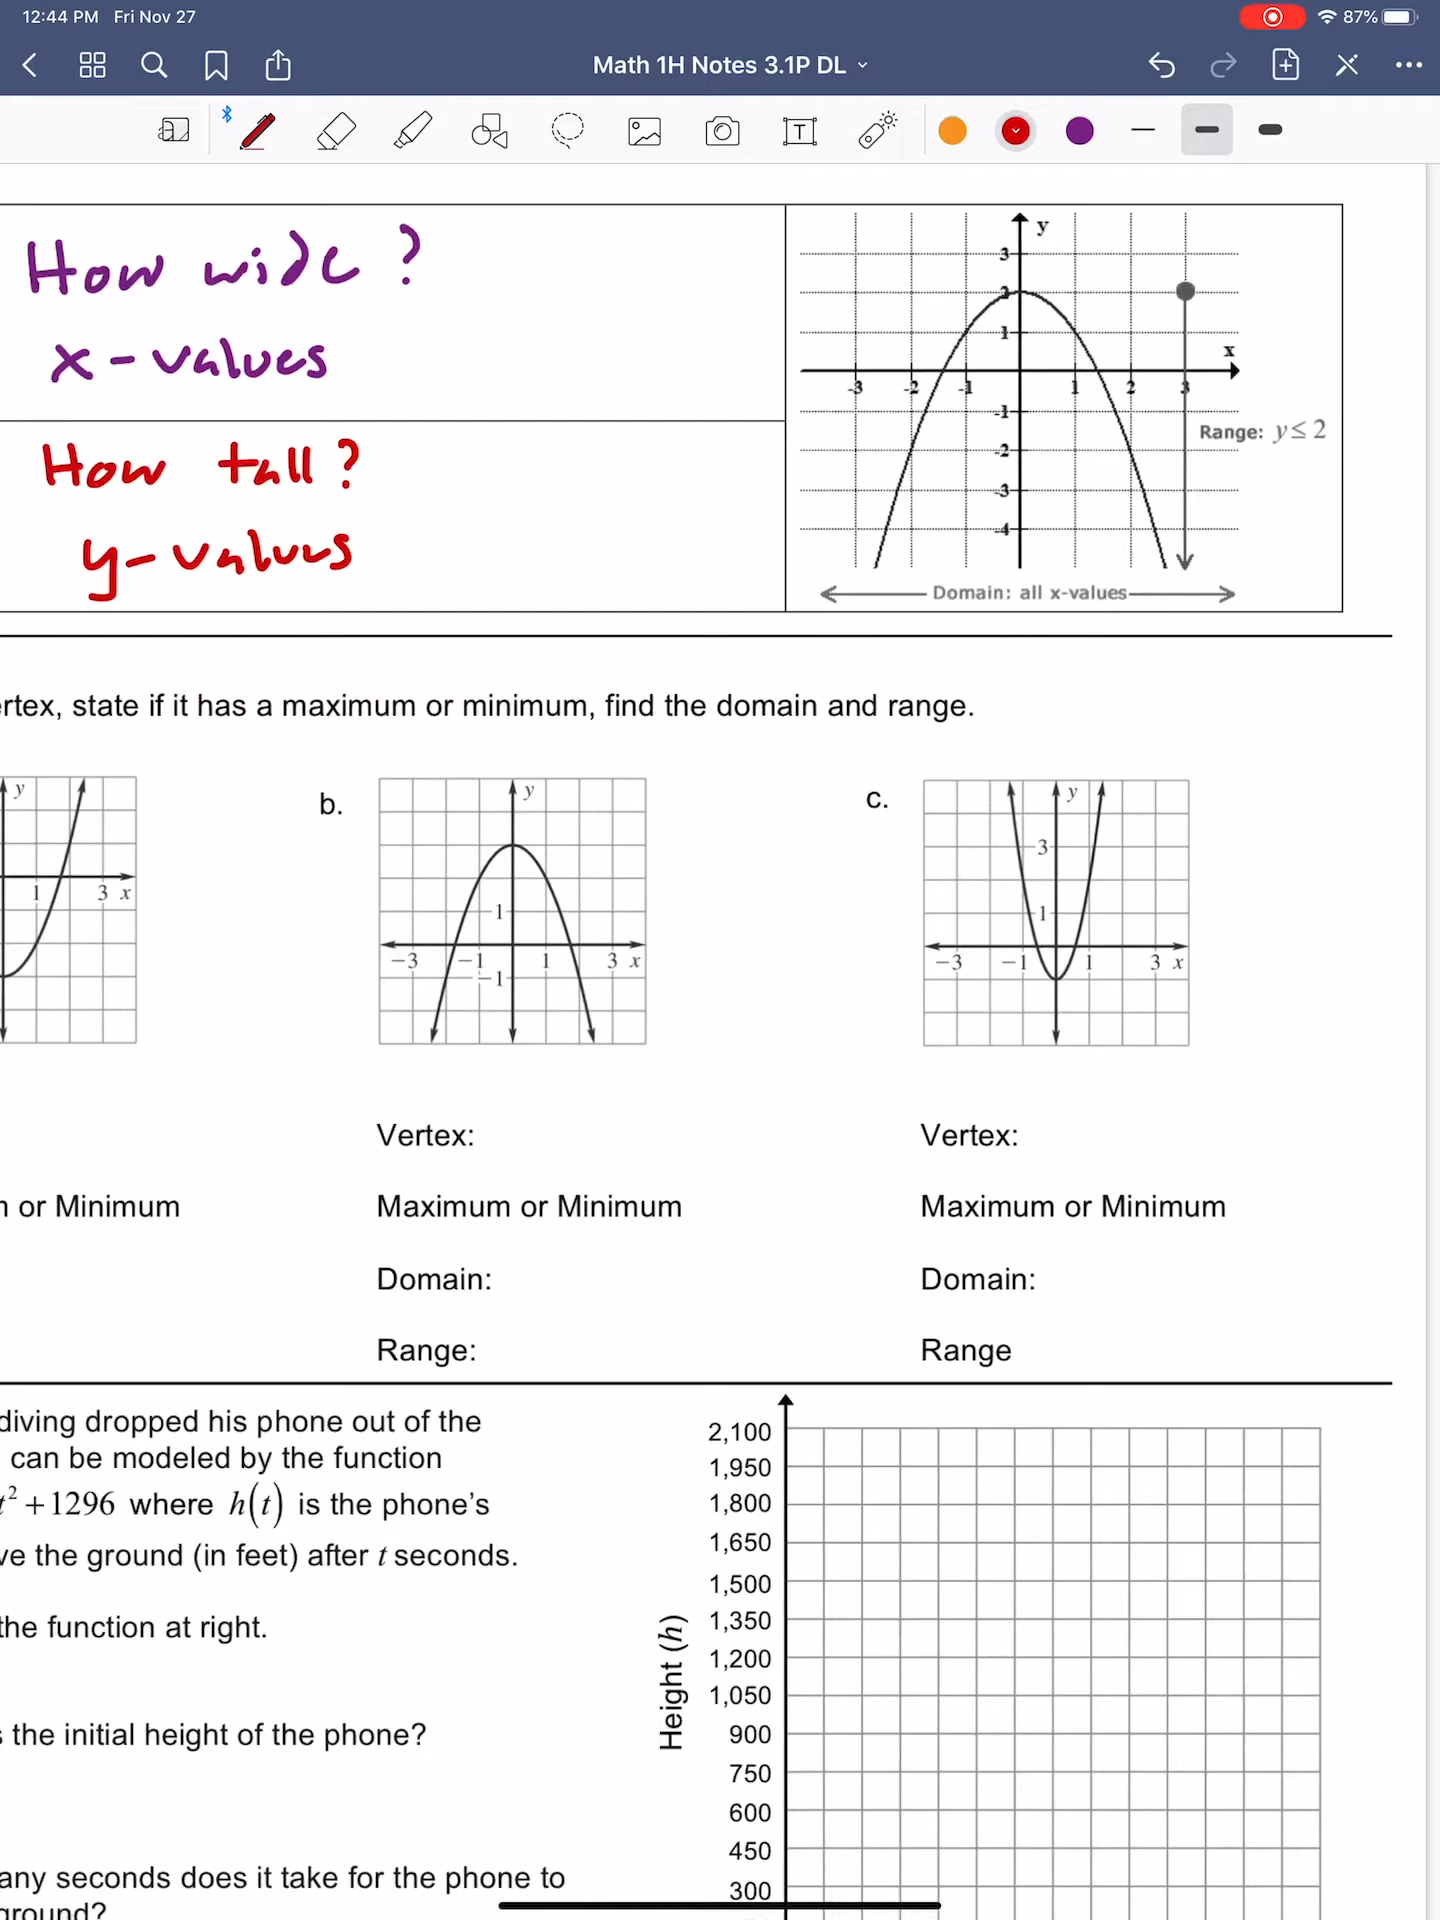 12:44 PM Fri Nov 27
87%
Math 1H Notes 3.1P DL
How wide?
x-values
How tall?
y-values
y
3
2
1
x
-3 -2 -1 1 2 3
-1
-2
-3
-4
Range: y≤2
Domain: all x-values
ertex, state if it has a maximum or minimum, find the domain and range.
y
1 3 x
b.
y
1
−3 −1 1 3 x
−1
c.
y
3
1
−3 −1 1 3 x
Vertex:
Vertex:
or Minimum
Maximum or Minimum
Maximum or Minimum
Domain:
Domain:
Range:
Range
diving dropped his phone out of the
can be modeled by the function
t² + 1296 where h(t) is the phone's
ve the ground (in feet) after t seconds.
the function at right.
s the initial height of the phone?
any seconds does it take for the phone to
ground?
Height (h)
2,100
1,950
1,800
1,650
1,500
1,350
1,200
1,050
900
750
600
450
300